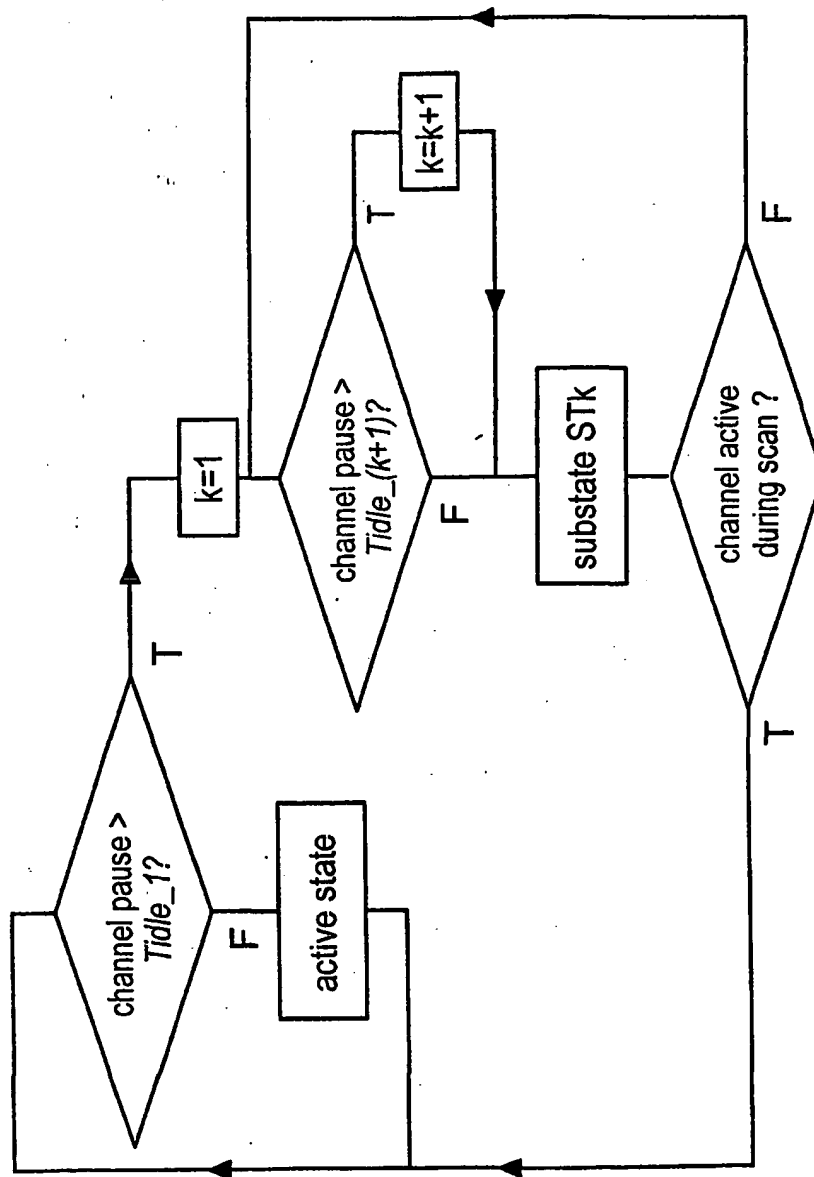 channel pause >
Tidle_1?
T
F
active state
k=1
channel pause >
Tidle_(k+1)?
T
k=k+1
F
substate STk
channel active
during scan ?
T
F